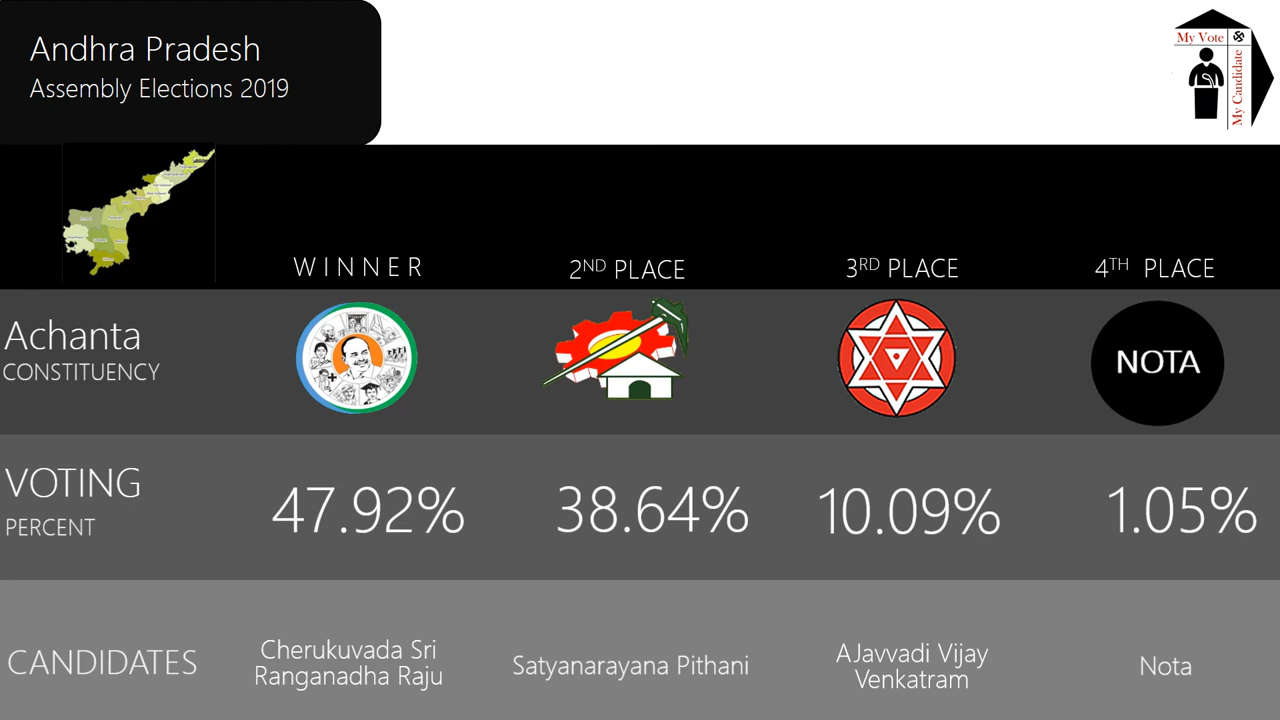 Andhra Pradesh
Assembly Elections 2019
My Vote
My Candidate
WINNER
2ND PLACE
3RD PLACE
4TH PLACE
Achanta
CONSTITUENCY
NOTA
VOTING
PERCENT
47.92%
38.64%
10.09%
1.05%
CANDIDATES
Cherukuvada Sri
Ranganadha Raju
Satyanarayana Pithani
AJavvadi Vijay
Venkatram
Nota